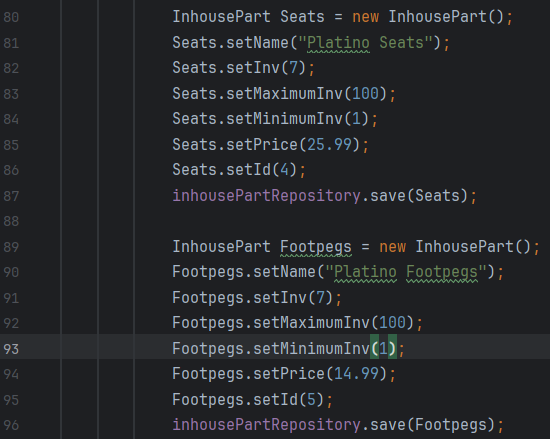 80 InhousePart Seats = new InhousePart();
81 Seats.setName("Platino Seats");
82 Seats.setInv(7);
83 Seats.setMaximumInv(100);
84 Seats.setMinimumInv(1);
85 Seats.setPrice(25.99);
86 Seats.setId(4);
87 inhousePartRepository.save(Seats);
88
89 InhousePart Footpegs = new InhousePart();
90 Footpegs.setName("Platino Footpegs");
91 Footpegs.setInv(7);
92 Footpegs.setMaximumInv(100);
93 Footpegs.setMinimumInv(1);
94 Footpegs.setPrice(14.99);
95 Footpegs.setId(5);
96 inhousePartRepository.save(Footpegs);